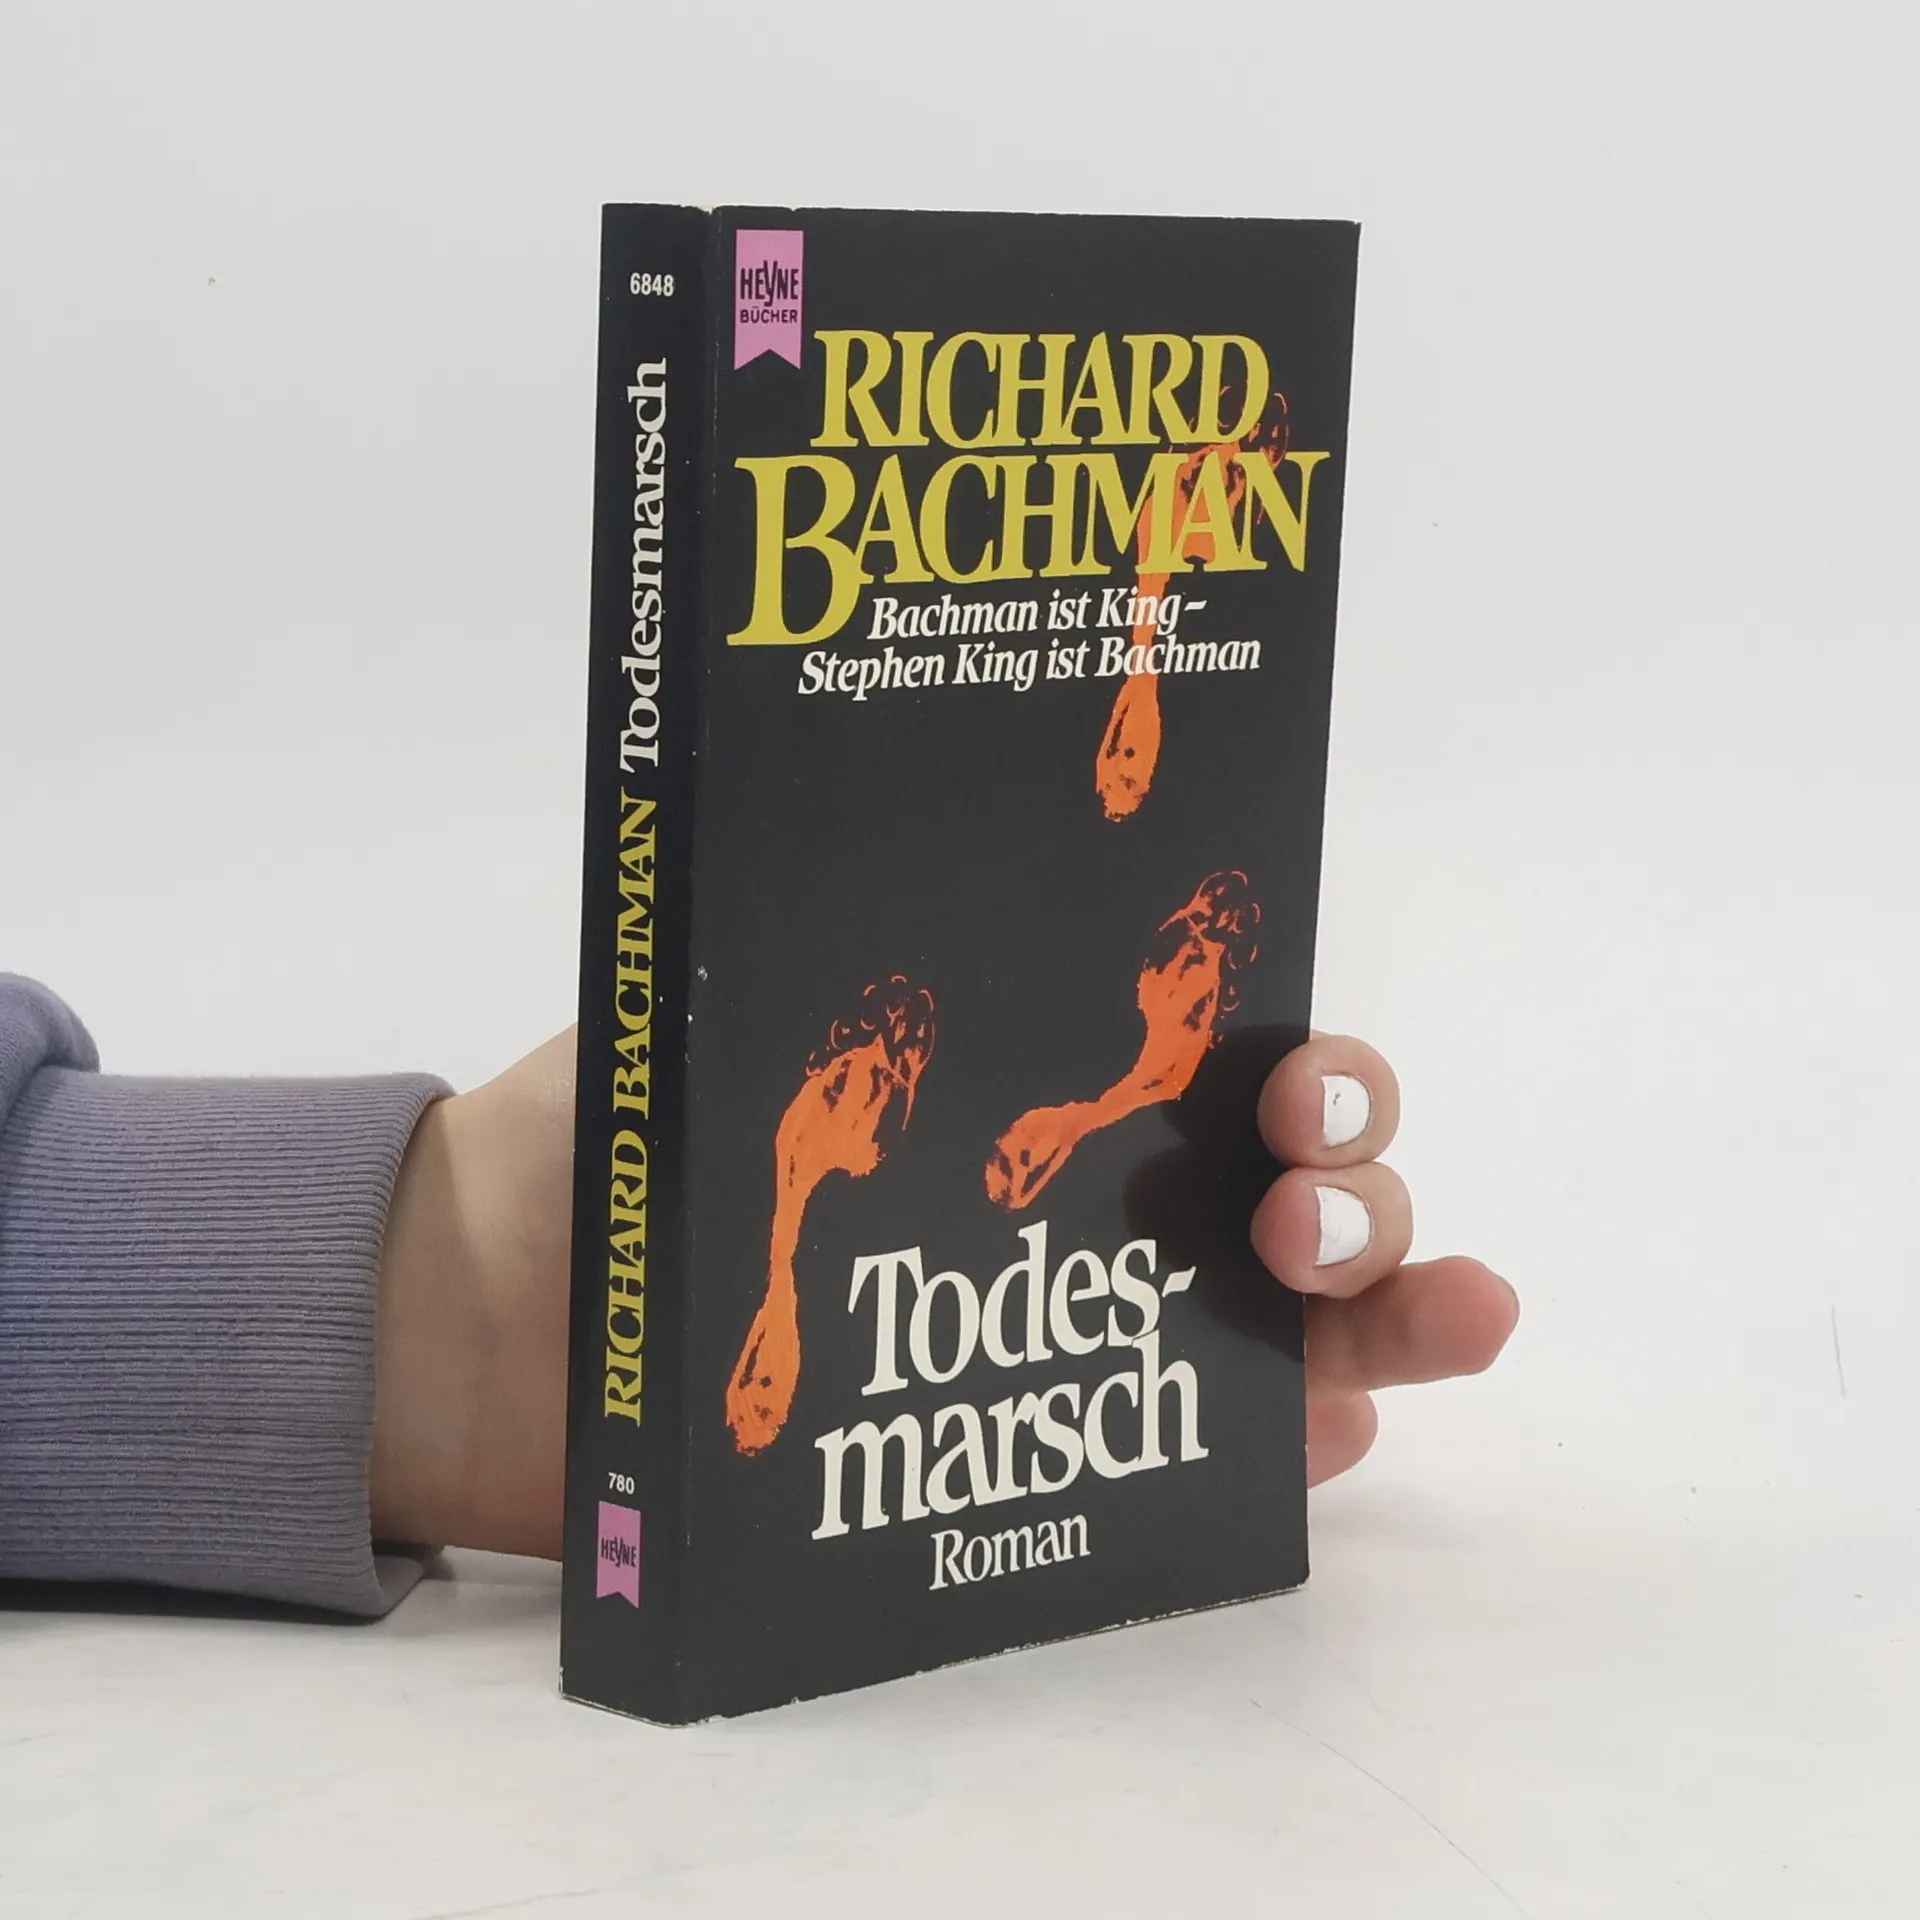 6848
RICHARD BACHMAN Todesmarsch
780
HEYNE
HEYNE
BÜCHER
RICHARD
BACHMAN
Bachman ist King–
Stephen King ist Bachman
Todes-
marsch
Roman